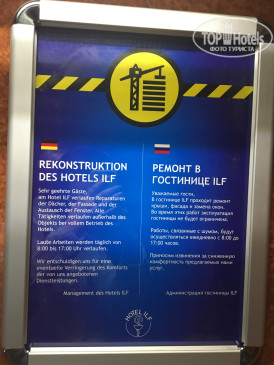 TopHotels
ФОТО ТУРИСТА
REKONSTRUKTION
DES HOTELS ILF
Sehr geehrte Gäste,
am Hotel ILF verlaufen Reparaturen
der Dächer, der Fassade und der
Austausch der Fenster. Alle
Tätigkeiten verlaufen außerhalb des
Objekts bei vollem Betrieb des
Hotels.
Laute Arbeiten werden täglich von
8:00 bis 17:00 Uhr verlaufen.
Wir entschuldigen uns für eine
eventuelle Verringerung des Komforts
der von uns angebotenen
Dienstleistungen.
Management des Hotels ILF
РЕМОНТ В
ГОСТИНИЦЕ ILF
Уважаемые гости,
В гостинице ILF проходит ремонт
крыши, фасада и замена окон.
Во время этих работ эксплуатация
гостиницы не будет ограничена.
Работы, связанные с шумом, будут
осуществляться ежедневно с 8:00 до
17:00 часов.
Приносим извинения за сниженную
комфортность предлагаемых нами
услуг.
Администрация гостиницы ILF
HOTEL ILF